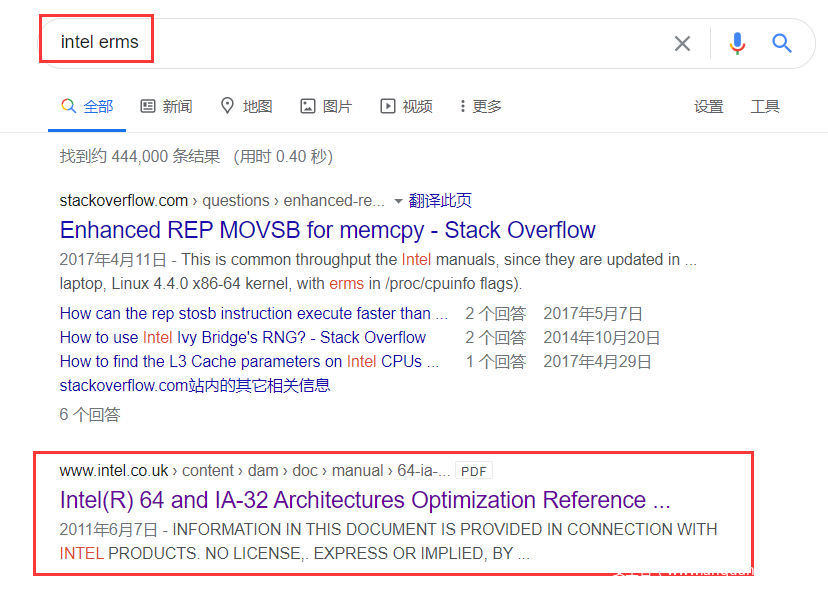 intel erms
全部 新闻 地图 图片 视频 更多 设置 工具
找到约 444,000 条结果 （用时 0.40 秒）
stackoverflow.com › questions › enhanced-re... 翻译此页
Enhanced REP MOVSB for memcpy - Stack Overflow
2017年4月11日 - This is common throughput the Intel manuals, since they are updated in ...
laptop, Linux 4.4.0 x86-64 kernel, with erms in /proc/cpuinfo flags).
How can the rep stosb instruction execute faster than ... 2 个回答 2017年5月7日
How to use Intel Ivy Bridge's RNG? - Stack Overflow 2 个回答 2014年10月20日
How to find the L3 Cache parameters on Intel CPUs ... 1 个回答 2017年4月29日
stackoverflow.com站内的其它相关信息
6 个回答
www.intel.co.uk › content › dam › doc › manual › 64-ia-... PDF
Intel(R) 64 and IA-32 Architectures Optimization Reference ...
2011年6月7日 - INFORMATION IN THIS DOCUMENT IS PROVIDED IN CONNECTION WITH
INTEL PRODUCTS. NO LICENSE,. EXPRESS OR IMPLIED, BY ...